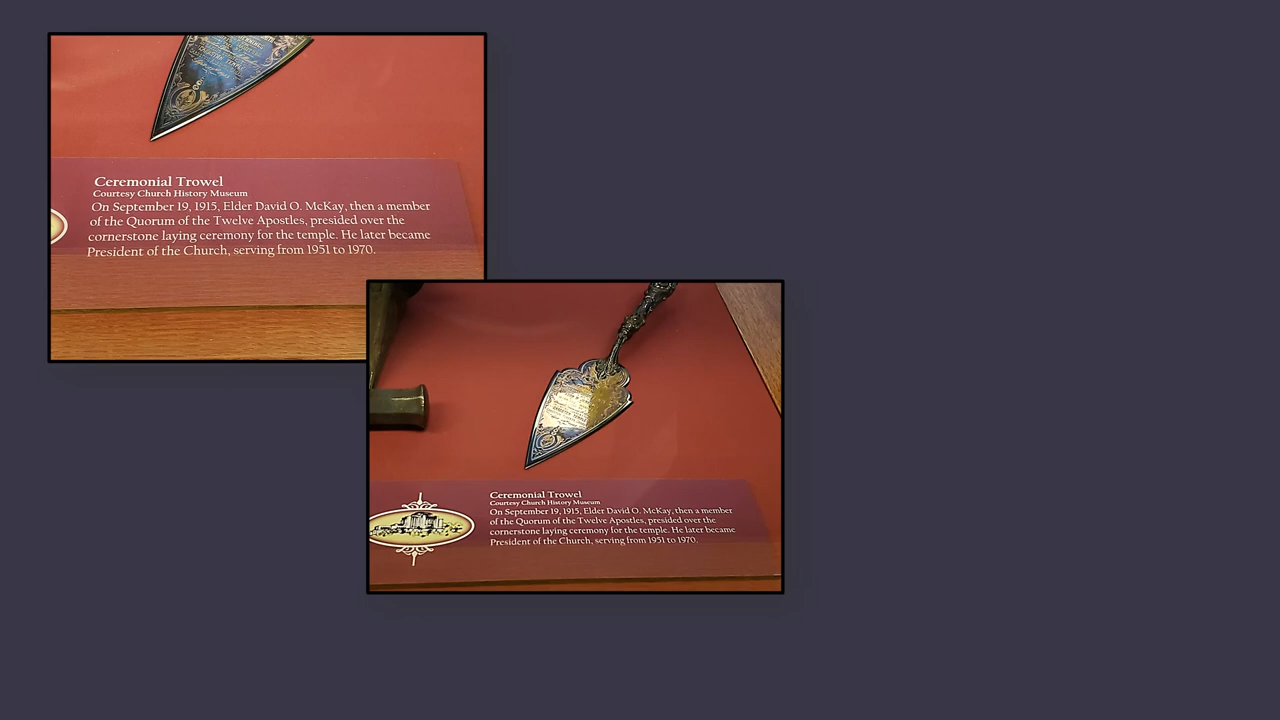 Ceremonial Trowel
Courtesy Church History Museum
On September 19, 1915, Elder David O. McKay, then a member
of the Quorum of the Twelve Apostles, presided over the
cornerstone laying ceremony for the temple. He later became
President of the Church, serving from 1951 to 1970.
Ceremonial Trowel
Courtesy Church History Museum
On September 19, 1915, Elder David O. McKay, then a member
of the Quorum of the Twelve Apostles, presided over the
cornerstone laying ceremony for the temple. He later became
President of the Church, serving from 1951 to 1970.